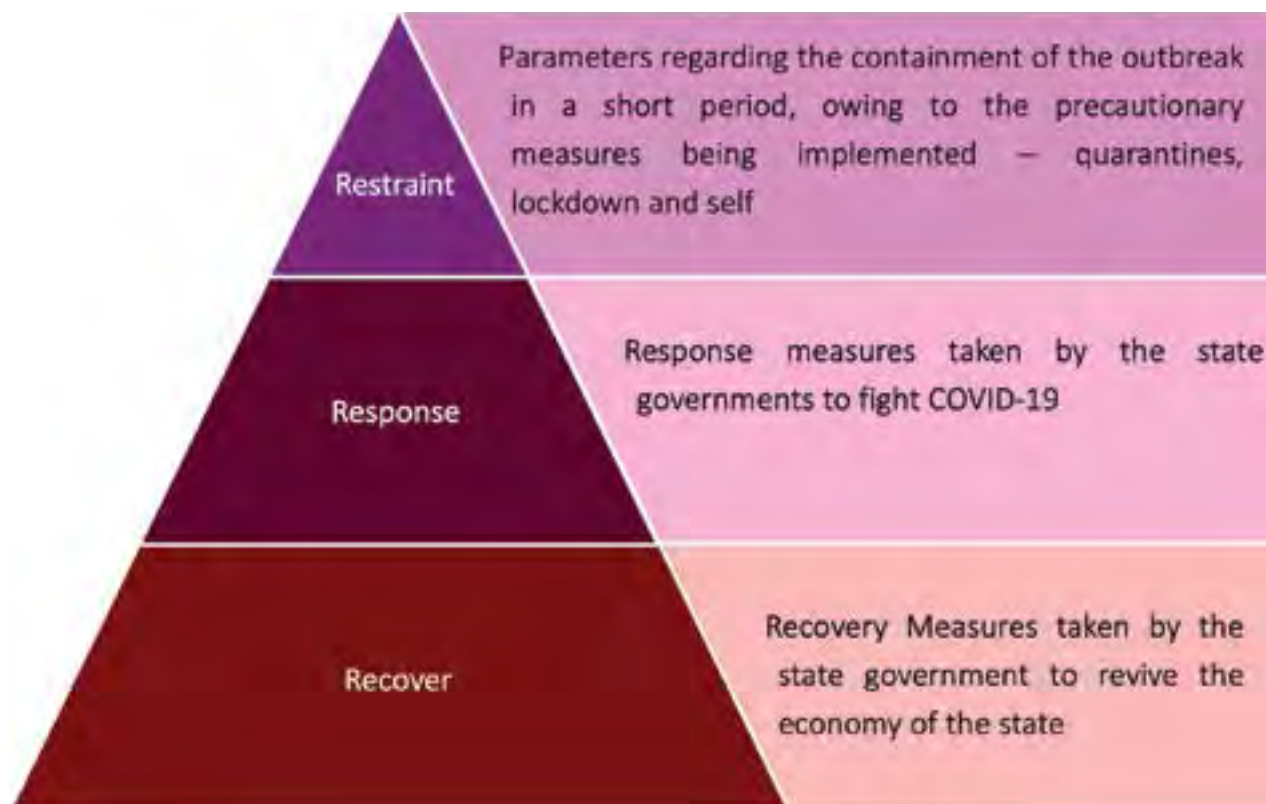 Restraint
Parameters regarding the containment of the outbreak
in a short period, owing to the precautionary
measures being implemented – quarantines,
lockdown and self
Response
Response measures taken by the state
governments to fight COVID-19
Recover
Recovery Measures taken by the
state government to revive the
economy of the state